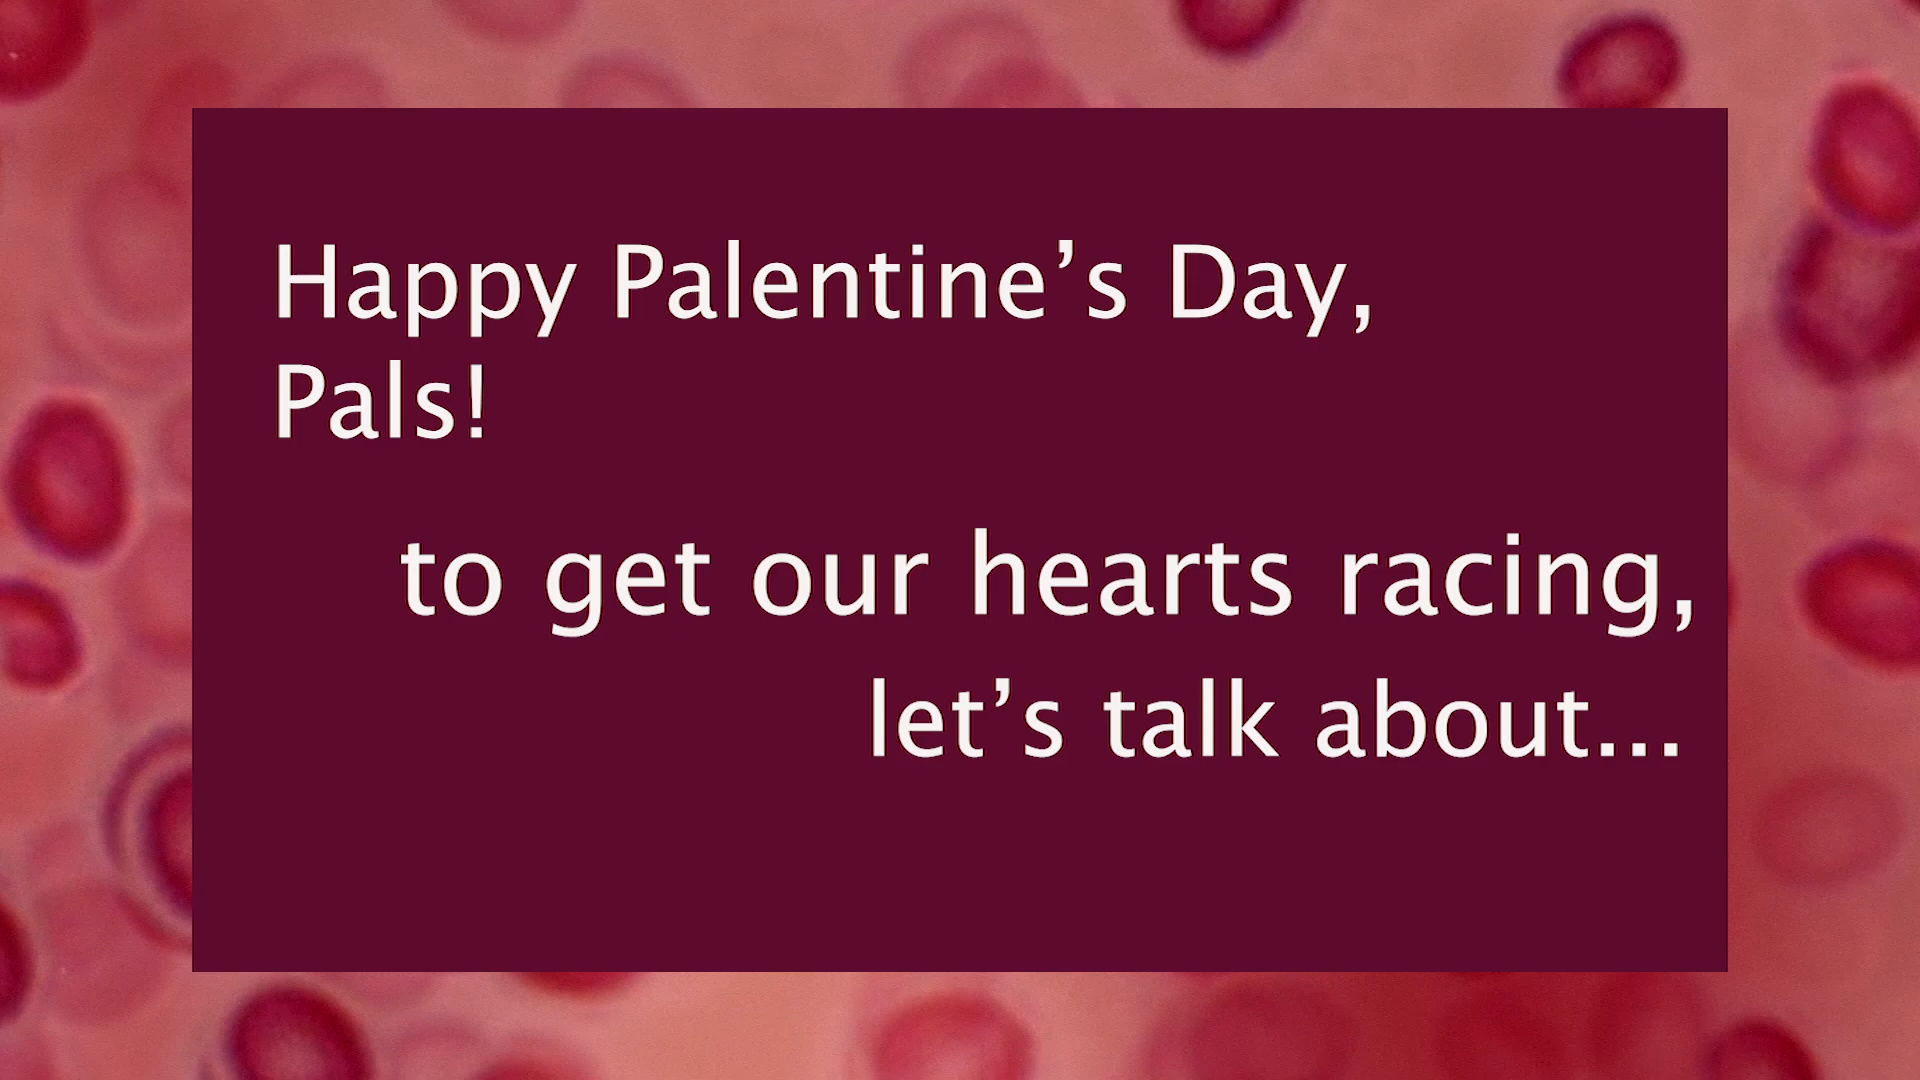 Happy Palentine’s Day,
Pals!
to get our hearts racing,
let’s talk about...